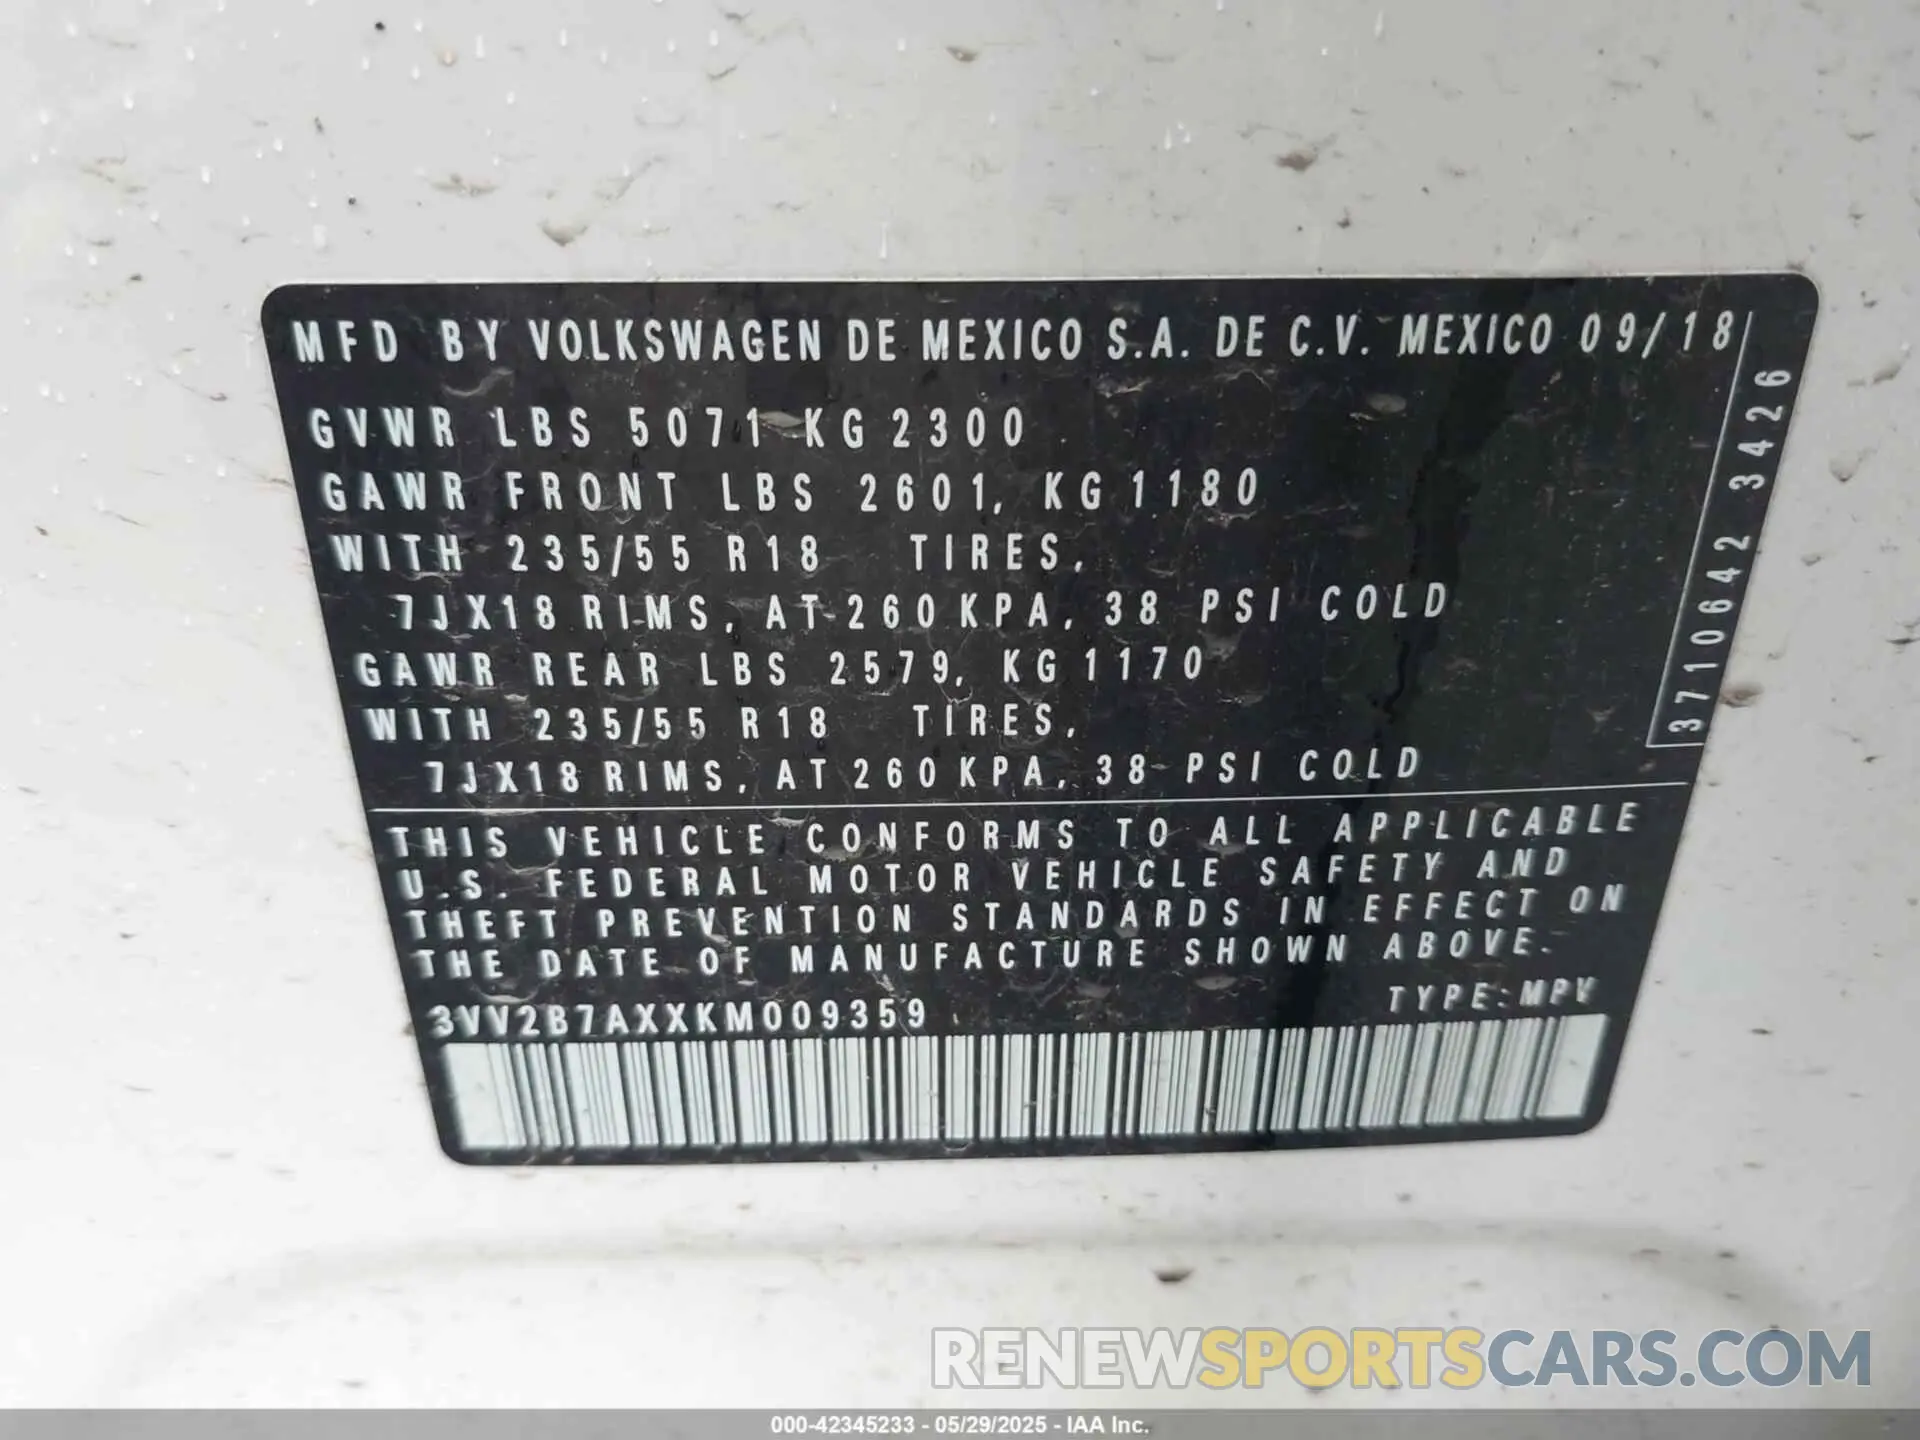 MFD BY VOLKSWAGEN DE MEXICO S.A. DE C.V. MEXICO 09/18
GVWR LBS 5071 KG 2300
GAWR FRONT LBS 2601, KG 1180
WITH 235/55 R18 TIRES,
7JX18 RIMS, AT 260 KPA, 38 PSI COLD
GAWR REAR LBS 2579, KG 1170
WITH 235/55 R18 TIRES,
7JX18 RIMS, AT 260 KPA, 38 PSI COLD
3710642 3426
THIS VEHICLE CONFORMS TO ALL APPLICABLE
U.S. FEDERAL MOTOR VEHICLE SAFETY AND
THEFT PREVENTION STANDARDS IN EFFECT ON
THE DATE OF MANUFACTURE SHOWN ABOVE.
3VV2B7AXXKM009359 TYPE: MPV
RENEWSPORTSCARS.COM
000-42345233 - 05/29/2025 - IAA Inc.